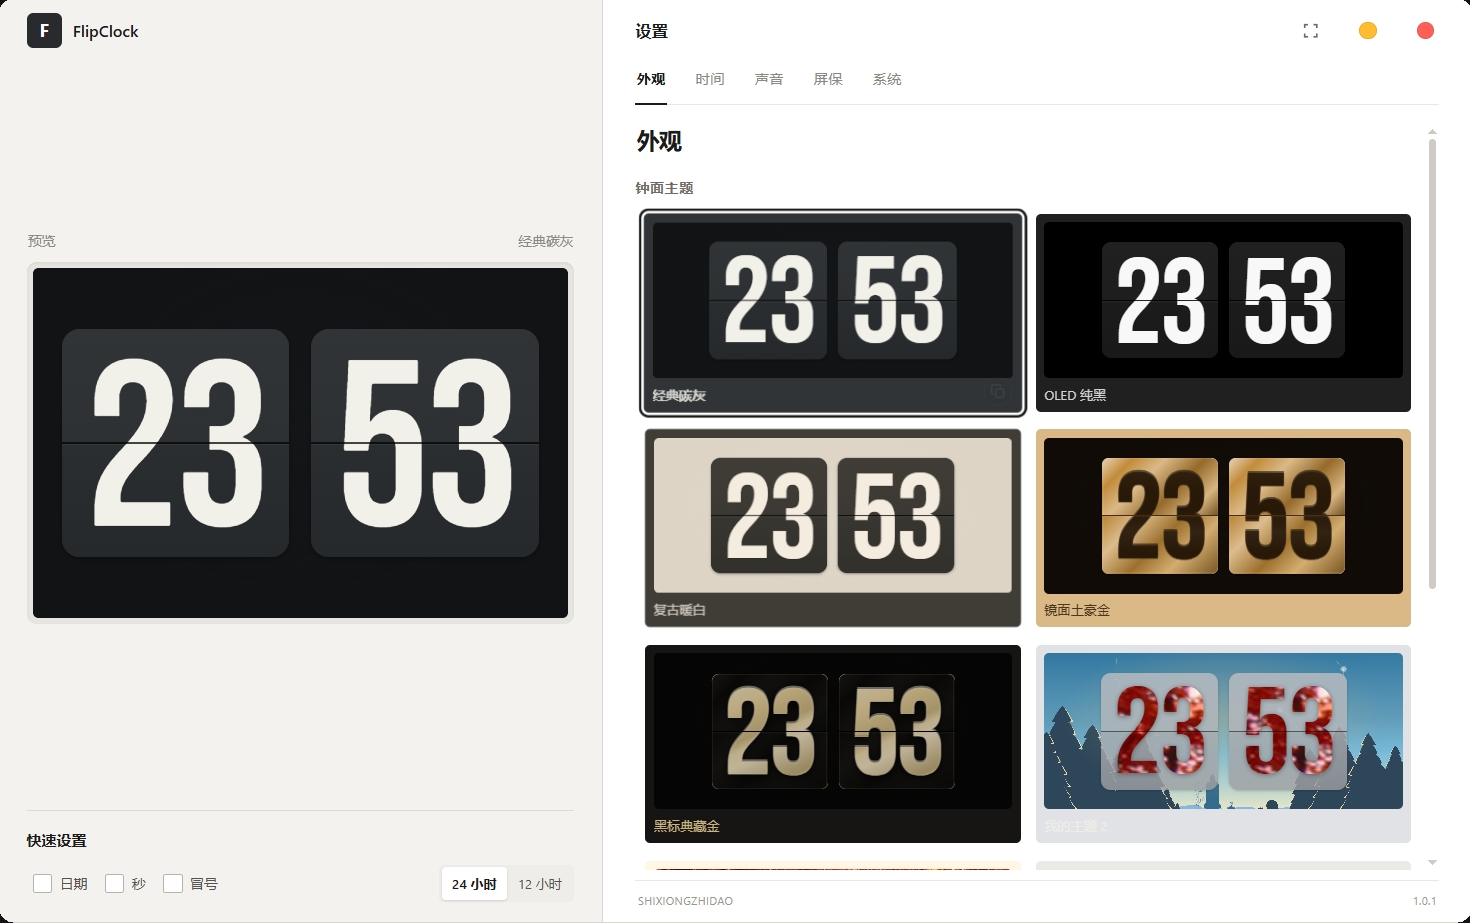 F FlipClock
预览 经典碳灰
23 53
快速设置
日期 秒 冒号 24 小时 12 小时
设置
外观 时间 声音 屏保 系统
外观
钟面主题
23 53
经典碳灰
23 53
OLED 纯黑
23 53
复古暖白
23 53
镜面土豪金
23 53
黑标典藏金
23 53
我的主题 2
SHIXIONGZHIDAO 1.0.1